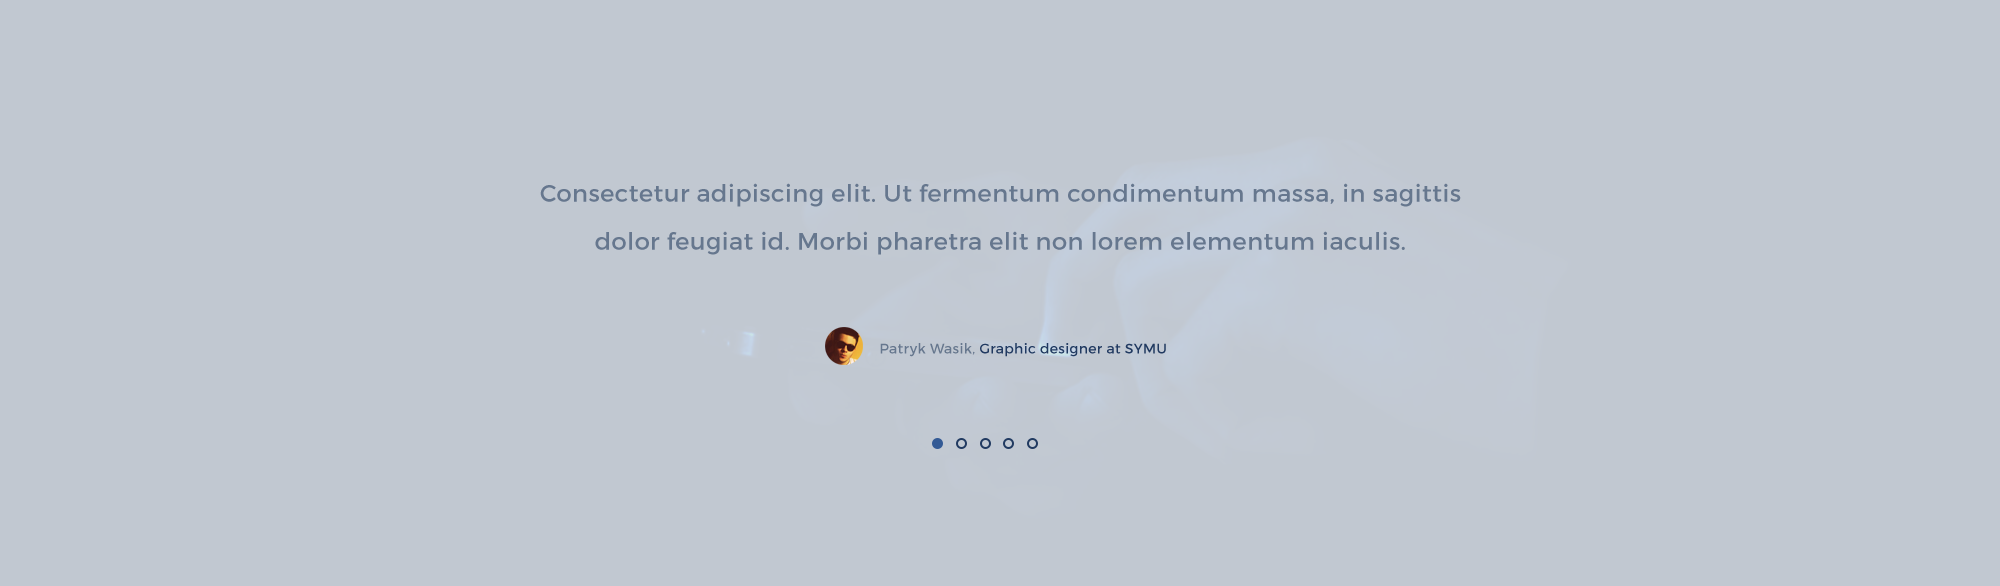 Consectetur adipiscing elit. Ut fermentum condimentum massa, in sagittis
dolor feugiat id. Morbi pharetra elit non lorem elementum iaculis.
Patryk Wasik, Graphic designer at SYMU